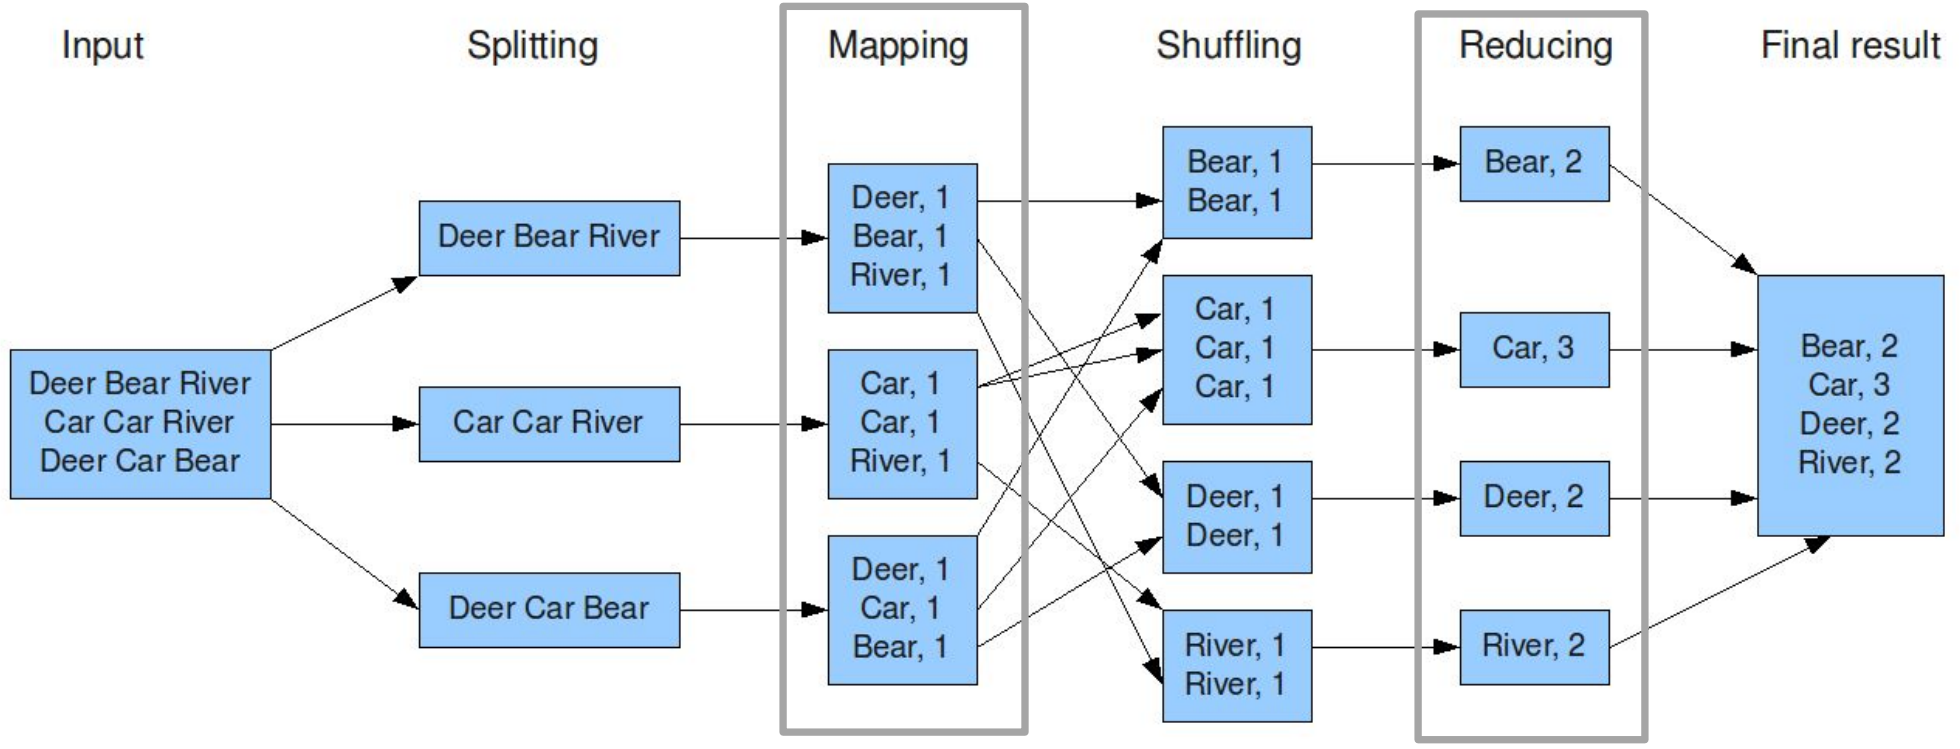 Input
Splitting
Mapping
Shuffling
Reducing
Final result
Deer Bear River
Car Car River
Deer Car Bear
Deer Bear River
Car Car River
Deer Car Bear
Deer, 1
Bear, 1
River, 1
Car, 1
Car, 1
River, 1
Deer, 1
Car, 1
Bear, 1
Bear, 1
Bear, 1
Car, 1
Car, 1
Car, 1
Deer, 1
Deer, 1
River, 1
River, 1
Bear, 2
Car, 3
Deer, 2
River, 2
Bear, 2
Car, 3
Deer, 2
River, 2